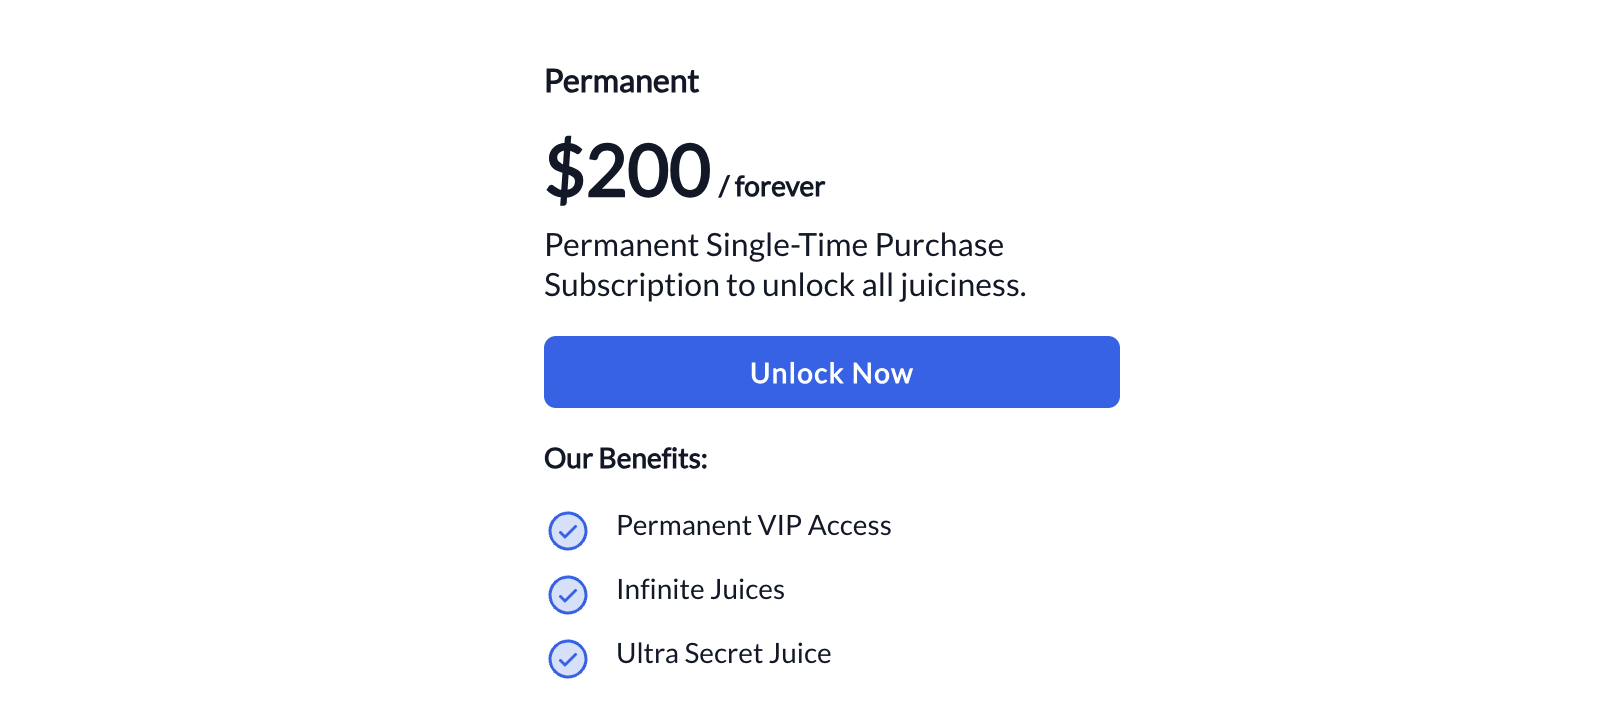 Permanent
$200 / forever
Permanent Single-Time Purchase
Subscription to unlock all juiciness.
Unlock Now
Our Benefits:
Permanent VIP Access
Infinite Juices
Ultra Secret Juice